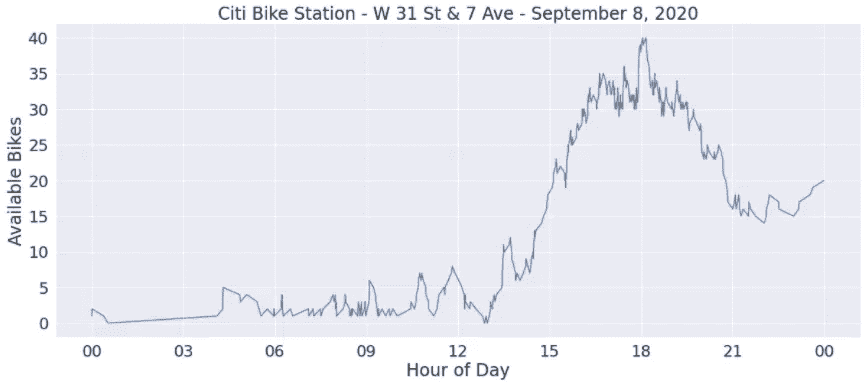 Citi Bike Station - W 31 St & 7 Ave - September 8, 2020
40
35
30
25
20
15
10
5
0
Available Bikes
00 03 06 09 12 15 18 21 00
Hour of Day